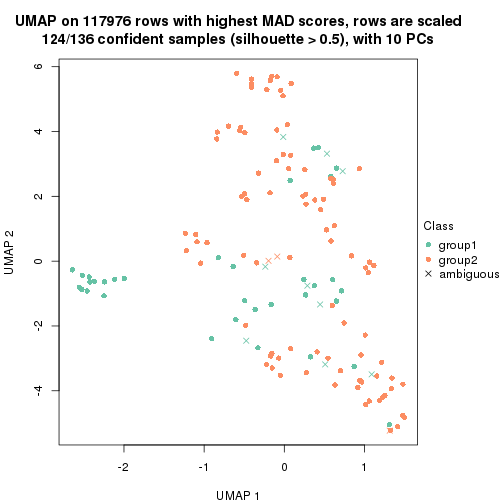 UMAP on 117976 rows with highest MAD scores, rows are scaled
124/136 confident samples (silhouette > 0.5), with 10 PCs
6
4
2
0
-2
-4
UMAP 2
-2
-1
0
1
UMAP 1
Class
group1
group2
ambiguous